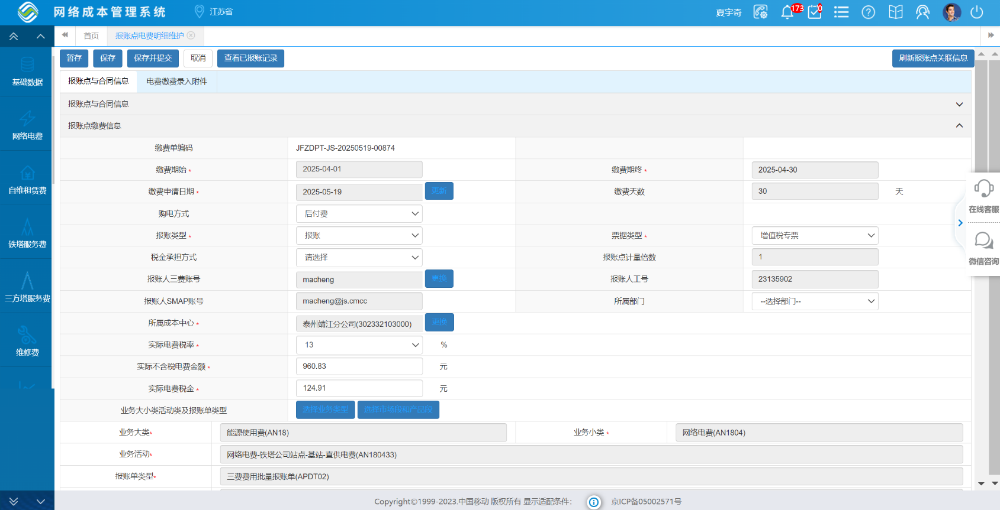 网络成本管理系统
江苏省
夏宇奇
173
0
首页
报账点电费明细维护
基础数据
网络电费
自维租赁费
铁塔服务费
三方塔服务费
维修费
暂存
保存
保存并提交
取消
查看已报账记录
刷新报账点关联信息
报账点与合同信息
电费缴费录入附件
报账点与合同信息
报账点缴费信息
缴费单编码 JFZDPT-JS-20250519-00874
缴费期始* 2025-04-01 缴费期终* 2025-04-30
缴费申请日期* 2025-05-19 更新 缴费天数 30 天
购电方式 后付费
报账类型* 报账 票据类型* 增值税专票
税金承担方式 请选择 报账点计量倍数 1
报账人三费账号 macheng 更换 报账人工号 23135902
报账人SMAP账号 macheng@js.cmcc 所属部门 --选择部门--
所属成本中心* 泰州靖江分公司(302332103000) 更换
实际电费税率* 13 %
实际不含税电费金额* 960.83 元
实际电费税金* 124.91 元
业务大小类活动类及报账单类型 选择业务类型 选择市场段和产品段
业务大类* 能源使用费(AN18) 业务小类* 网络电费(AN1804)
业务活动* 网络电费-铁塔公司站点-基站-直供电费(AN180433)
报账单类型* 三费费用批量报账单(APDT02)
在线客服
微信咨询
Copyright©1999-2023.中国移动 版权所有 显示适配条件： 京ICP备05002571号